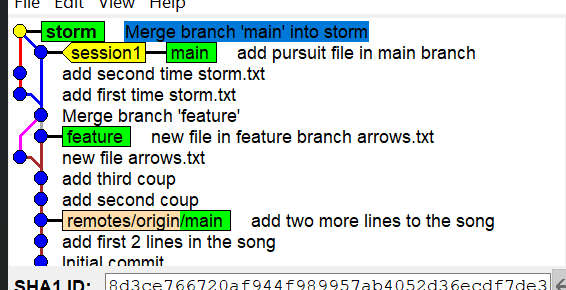 File Edit View Help
storm Merge branch 'main' into storm
session1 main add pursuit file in main branch
add second time storm.txt
add first time storm.txt
Merge branch 'feature'
feature new file in feature branch arrows.txt
new file arrows.txt
add third coup
add second coup
remotes/origin/main add two more lines to the song
add first 2 lines in the song
Initial commit
SHA1 ID: 8d3ce766720af944f989957ab4052d36ecdf7de3